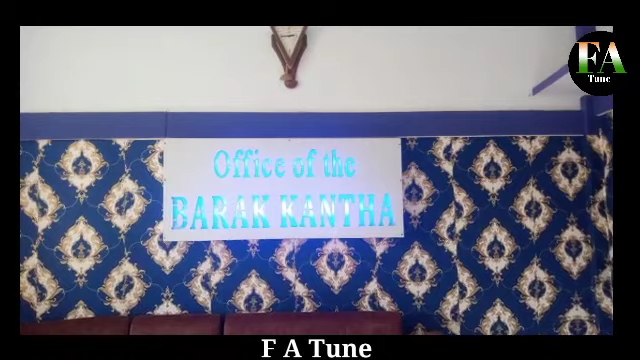 FA
Tune
Office of the
BARAK KANTHA
F A Tune